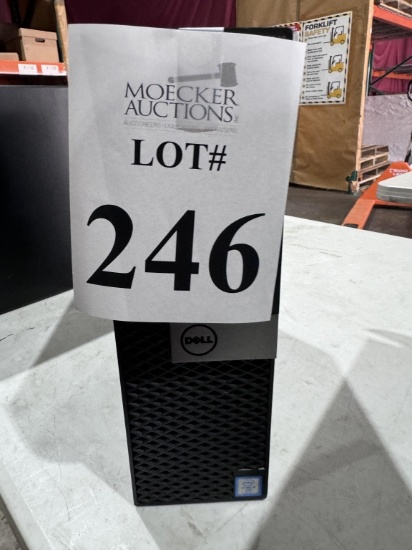 MOECKER
AUCTIONS
LOT#
246
DELL
FORKLIFT
SAFETY